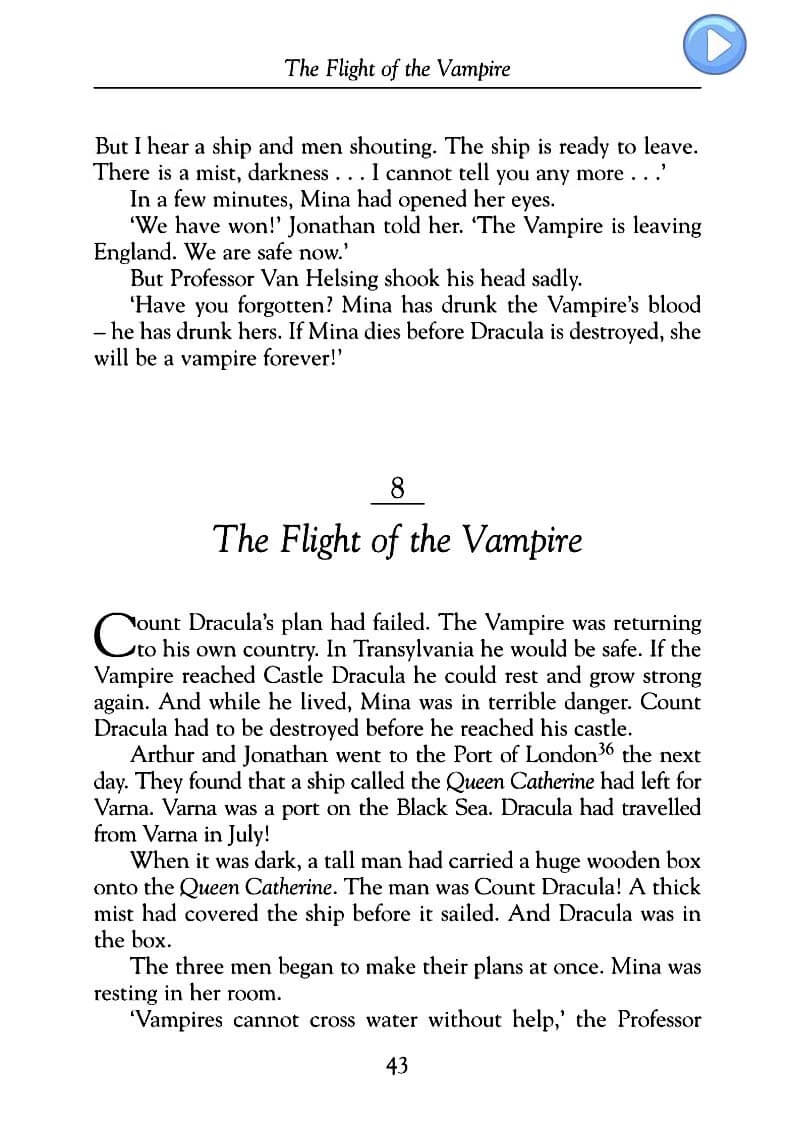 The Flight of the Vampire
But I hear a ship and men shouting. The ship is ready to leave.
There is a mist, darkness . . . I cannot tell you any more . . .’
In a few minutes, Mina had opened her eyes.
‘We have won!’ Jonathan told her. ‘The Vampire is leaving
England. We are safe now.’
But Professor Van Helsing shook his head sadly.
‘Have you forgotten? Mina has drunk the Vampire’s blood
– he has drunk hers. If Mina dies before Dracula is destroyed, she
will be a vampire forever!’
8
The Flight of the Vampire
Count Dracula’s plan had failed. The Vampire was returning
to his own country. In Transylvania he would be safe. If the
Vampire reached Castle Dracula he could rest and grow strong
again. And while he lived, Mina was in terrible danger. Count
Dracula had to be destroyed before he reached his castle.
Arthur and Jonathan went to the Port of London36 the next
day. They found that a ship called the Queen Catherine had left for
Varna. Varna was a port on the Black Sea. Dracula had travelled
from Varna in July!
When it was dark, a tall man had carried a huge wooden box
onto the Queen Catherine. The man was Count Dracula! A thick
mist had covered the ship before it sailed. And Dracula was in
the box.
The three men began to make their plans at once. Mina was
resting in her room.
‘Vampires cannot cross water without help,’ the Professor
43